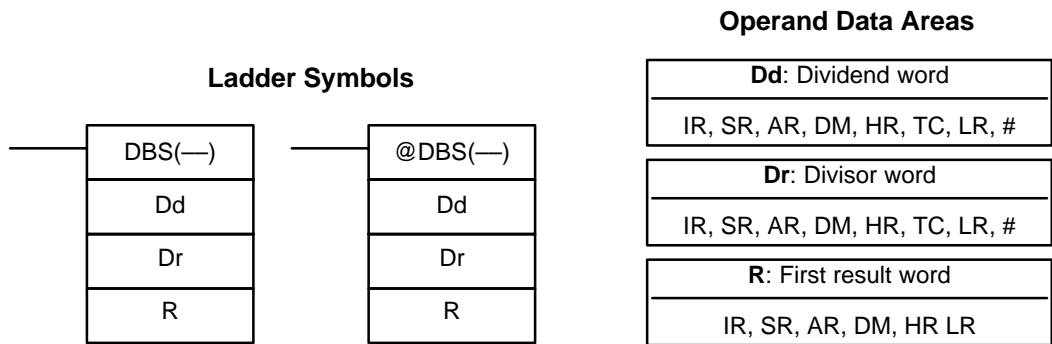 Ladder Symbols
DBS(—)
Dd
Dr
R
@DBS(—)
Dd
Dr
R
Operand Data Areas
Dd: Dividend word
IR, SR, AR, DM, HR, TC, LR, #
Dr: Divisor word
IR, SR, AR, DM, HR, TC, LR, #
R: First result word
IR, SR, AR, DM, HR LR